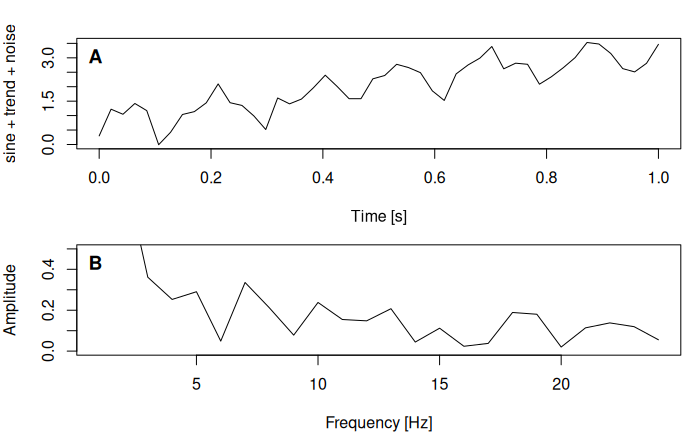 sine + trend + noise
A
3.0
1.5
0.0
0.0 0.2 0.4 0.6 0.8 1.0
Time [s]
Amplitude
B
0.4
0.2
0.0
5 10 15 20
Frequency [Hz]